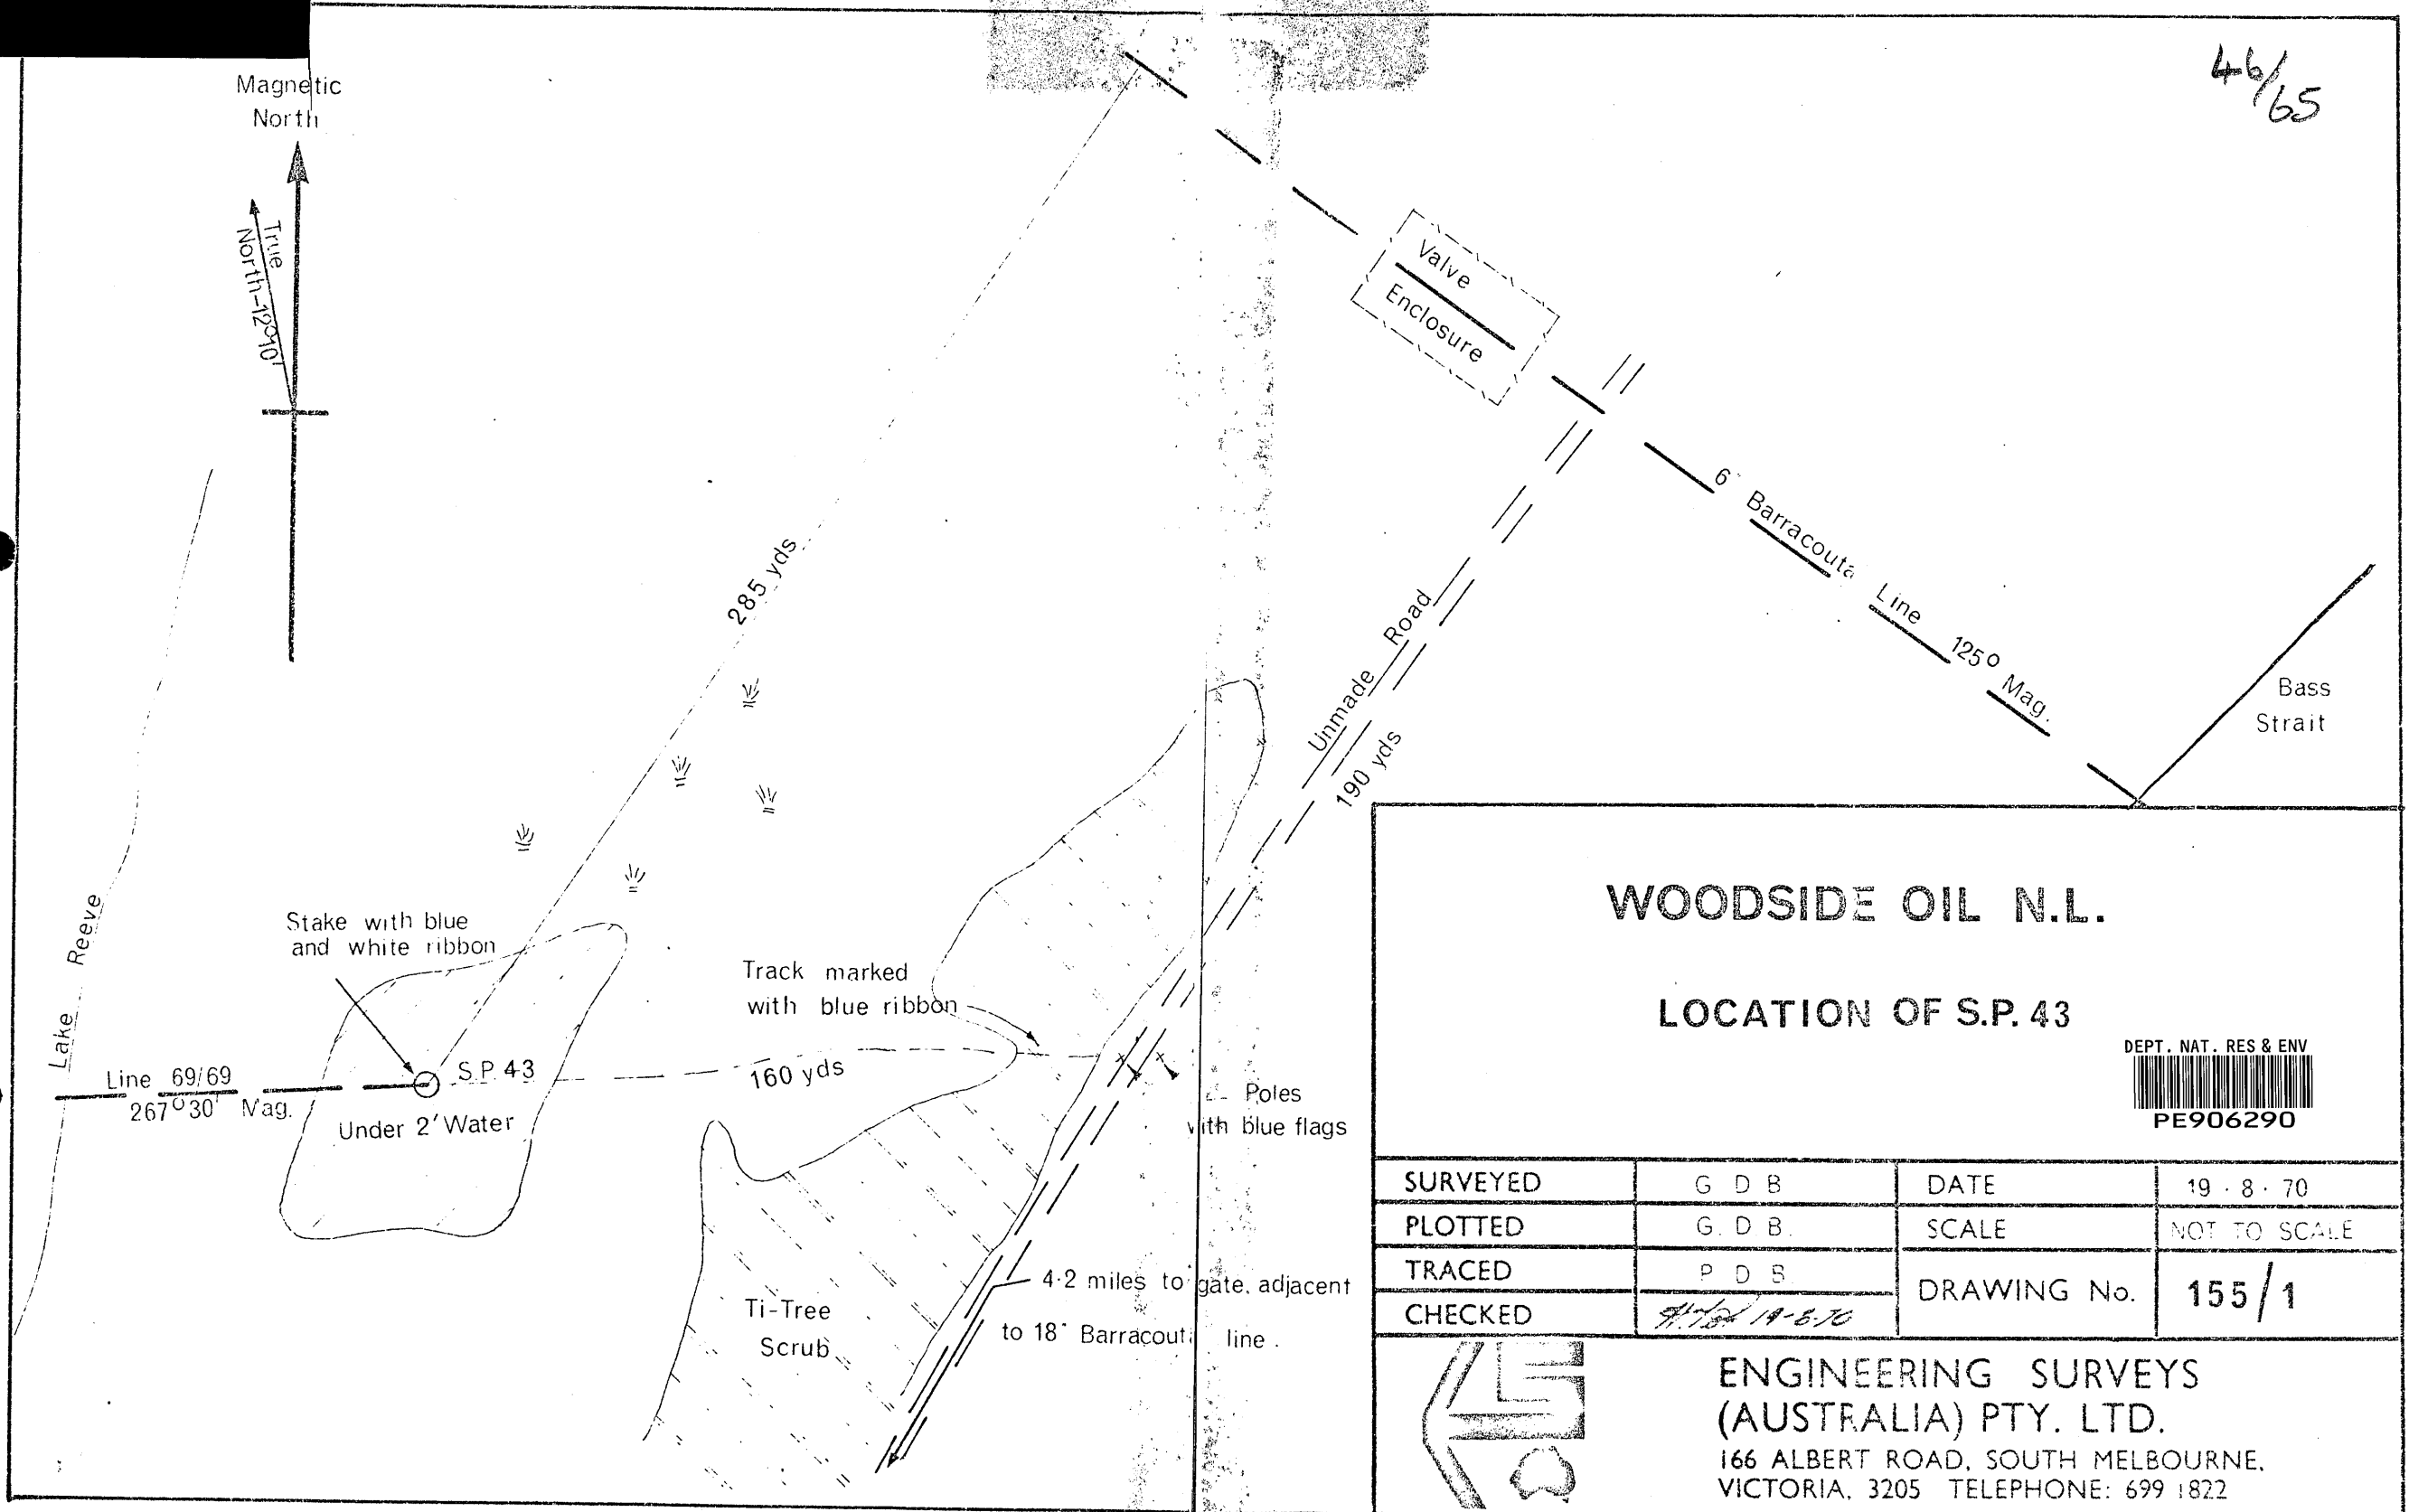 46/65
Magnetic
North
True
North-12°10'
Valve
Enclosure
285 yds
6" Barracouta Line 125° Mag.
Unmade Road
190 yds
Bass
Strait
Lake Reeve
Stake with blue
and white ribbon
Track marked
with blue ribbon
S.P. 43
Line 69/69
267°30' Mag.
Under 2' Water
160 yds
Poles
with blue flags
4·2 miles to gate, adjacent
to 18" Barracouta line.
Ti-Tree
Scrub
WOODSIDE OIL N.L.
LOCATION OF S.P. 43
DEPT. NAT. RES & ENV
PE906290
SURVEYED G D B DATE 19·8·70
PLOTTED G. D B. SCALE NOT TO SCALE
TRACED P D B DRAWING No. 155/1
CHECKED 19-8-70
ENGINEERING SURVEYS
(AUSTRALIA) PTY. LTD.
166 ALBERT ROAD, SOUTH MELBOURNE,
VICTORIA, 3205 TELEPHONE: 699 1822